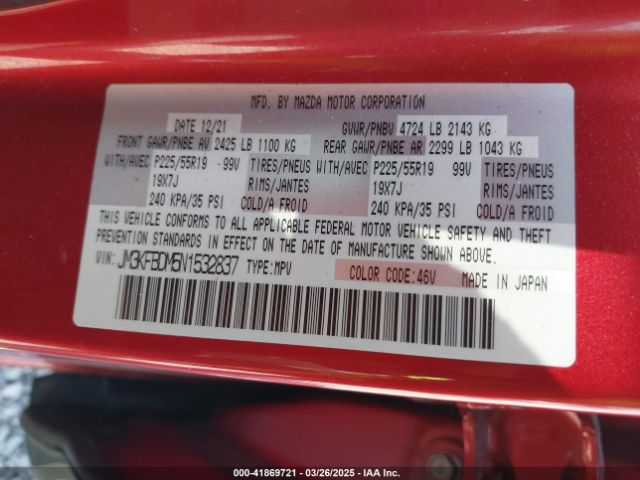 MFD. BY MAZDA MOTOR CORPORATION
DATE 12/21 GVWR/PNBV 4724 LB 2143 KG
FRONT GAWR/PNBE AV 2425 LB 1100 KG REAR GAWR/PNBE AR 2299 LB 1043 KG
WITH/AVEC P225/55R19 99V TIRES/PNEUS WITH/AVEC P225/55R19 99V TIRES/PNEUS
19X7J RIMS/JANTES 19X7J RIMS/JANTES
240 KPA/35 PSI COLD/A FROID 240 KPA/35 PSI COLD/A FROID
THIS VEHICLE CONFORMS TO ALL APPLICABLE FEDERAL MOTOR VEHICLE SAFETY AND THEFT
PREVENTION STANDARDS IN EFFECT ON THE DATE OF MANUFACTURE SHOWN ABOVE.
VIN: JM3KFBDM5N1532837 TYPE:MPV COLOR CODE:46V MADE IN JAPAN
000-41869721 | 03/26/2025 - IAA Inc.